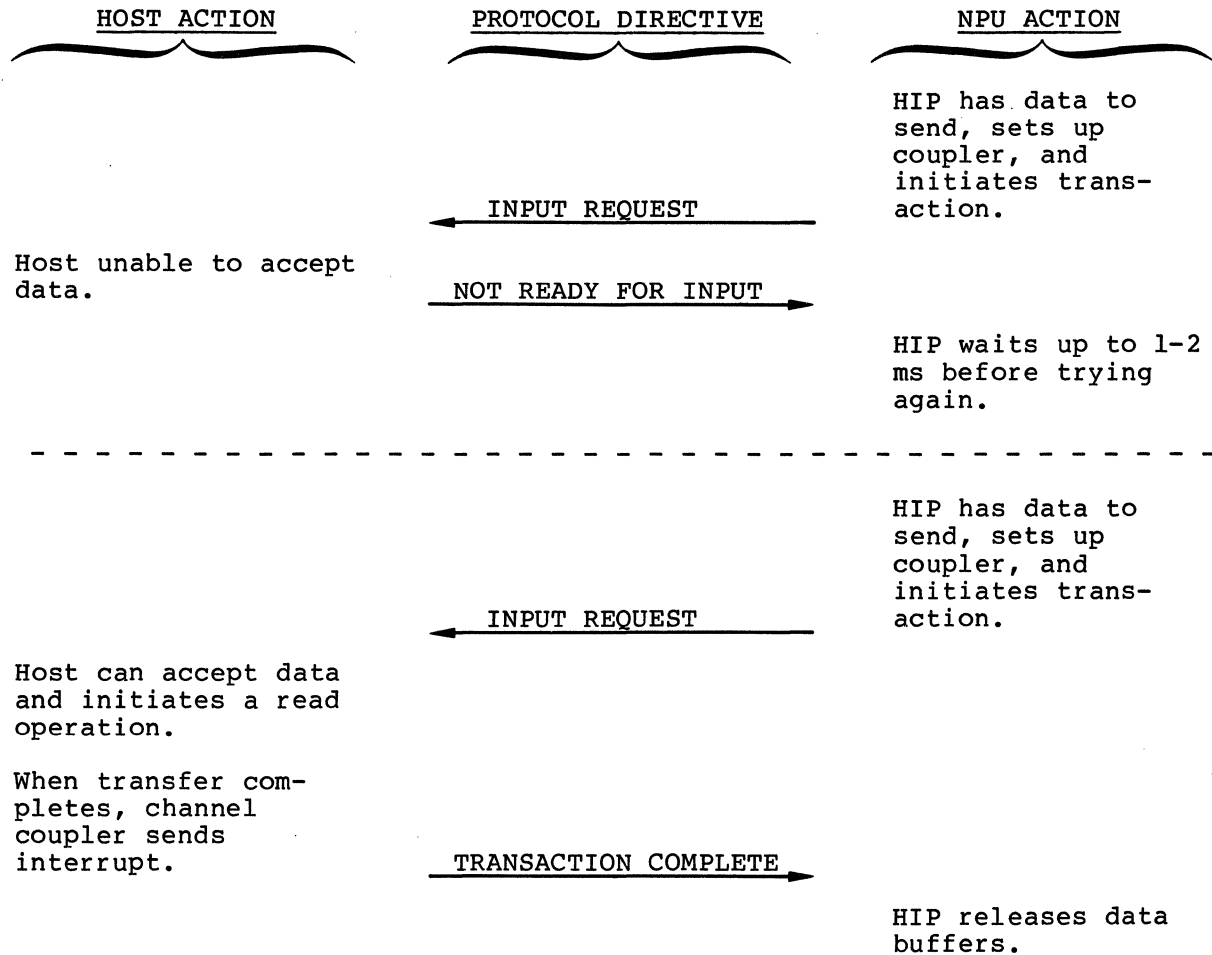 HOST ACTION
PROTOCOL DIRECTIVE
NPU ACTION
HIP has data to
send, sets up
coupler, and
initiates trans-
action.
INPUT REQUEST
Host unable to accept
data.
NOT READY FOR INPUT
HIP waits up to 1-2
ms before trying
again.
HIP has data to
send, sets up
coupler, and
initiates trans-
action.
INPUT REQUEST
Host can accept data
and initiates a read
operation.
When transfer com-
pletes, channel
coupler sends
interrupt.
TRANSACTION COMPLETE
HIP releases data
buffers.